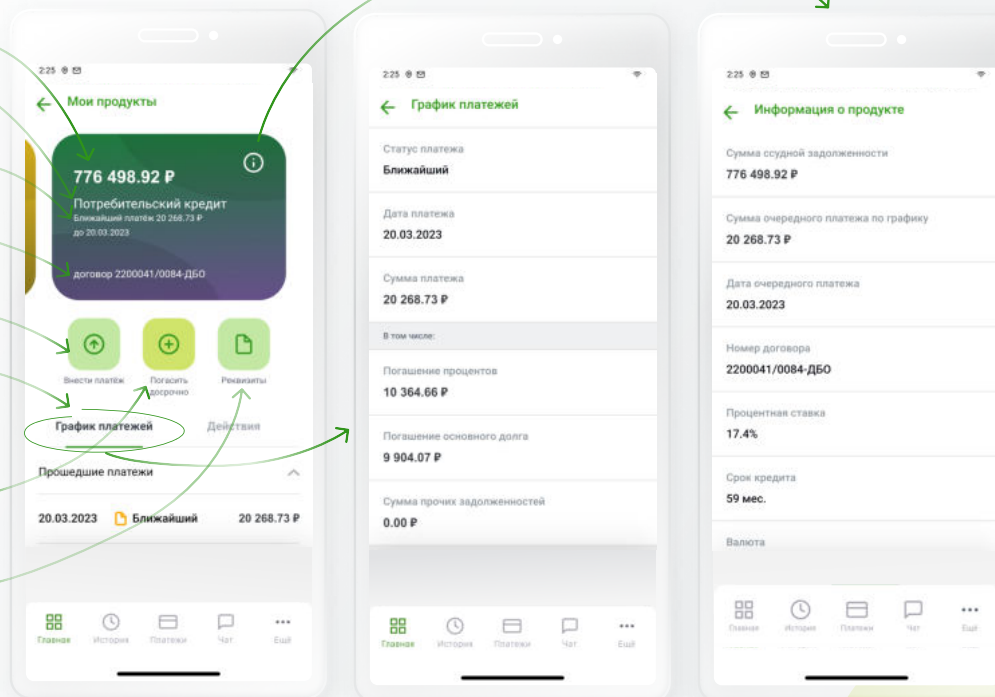 2:25
Мои продукты
776 498.92 ₽
Потребительский кредит
Ближайший платёж 20 268.73 ₽
до 20.03.2023
договор 2200041/0084-ДБО
Внести платёж
Погасить досрочно
Реквизиты
График платежей
Действия
Прошедшие платежи
20.03.2023 Ближайший 20 268.73 ₽
Главная История Платежи Чат Ещё
2:25
График платежей
Статус платежа
Ближайший
Дата платежа
20.03.2023
Сумма платежа
20 268.73 ₽
В том числе:
Погашение процентов
10 364.66 ₽
Погашение основного долга
9 904.07 ₽
Сумма прочих задолженностей
0.00 ₽
Главная История Платежи Чат Ещё
2:25
Информация о продукте
Сумма ссудной задолженности
776 498.92 ₽
Сумма очередного платежа по графику
20 268.73 ₽
Дата очередного платежа
20.03.2023
Номер договора
2200041/0084-ДБО
Процентная ставка
17.4%
Срок кредита
59 мес.
Валюта
Главная История Платежи Чат Ещё